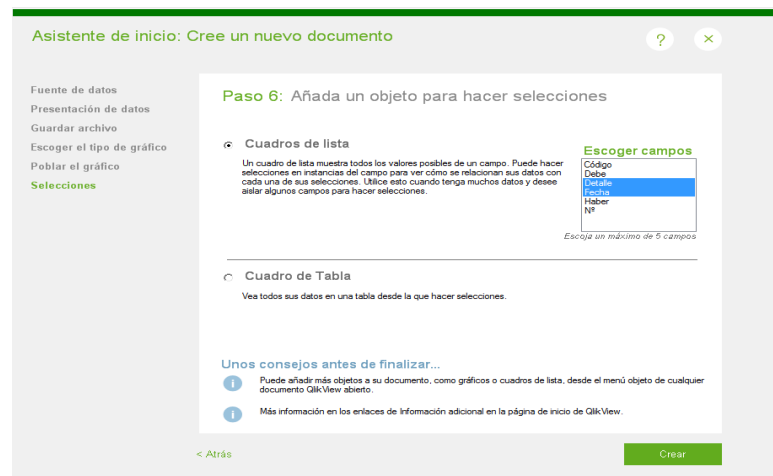 Asistente de inicio: Cree un nuevo documento
?
×
Fuente de datos
Presentación de datos
Guardar archivo
Escoger el tipo de gráfico
Poblar el gráfico
Selecciones
Paso 6: Añada un objeto para hacer selecciones
Cuadros de lista
Un cuadro de lista muestra todos los valores posibles de un campo. Puede hacer
selecciones en instancias del campo para ver cómo se relacionan sus datos con
cada una de sus selecciones. Utilice esto cuando tenga muchos datos y desee
aislar algunos campos para hacer selecciones.
Escoger campos
Código
Debe
Detalle
Fecha
Haber
Nº
Escoja un máximo de 5 campos
Cuadro de Tabla
Vea todos sus datos en una tabla desde la que hacer selecciones.
Unos consejos antes de finalizar...
i
Puede añadir más objetos a su documento, como gráficos o cuadros de lista, desde el menú objeto de cualquier
documento QlikView abierto.
i
Más información en los enlaces de Información adicional en la página de inicio de QlikView.
< Atrás
Crear